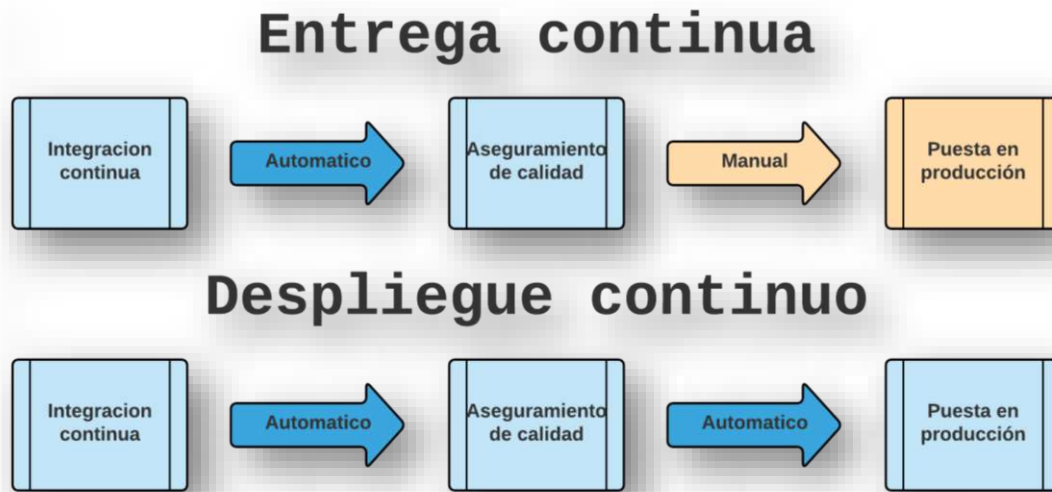 Entrega continua
Integracion
continua
Automatico
Aseguramiento
de calidad
Manual
Puesta en
producción
Despliegue continuo
Integracion
continua
Automatico
Aseguramiento
de calidad
Automatico
Puesta en
producción